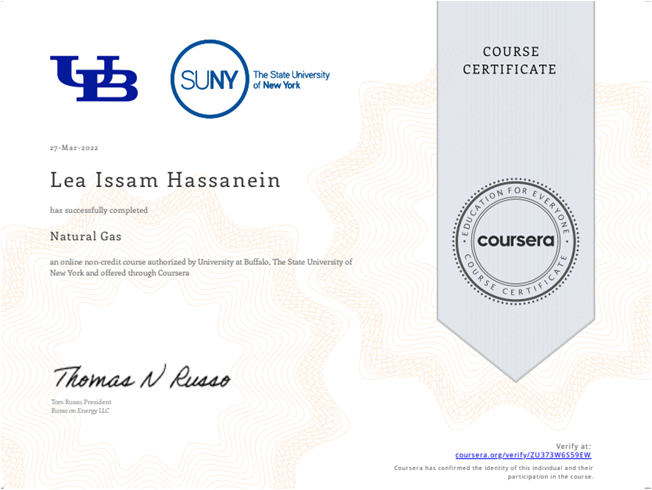 UB
SUNY
The State University
of New York
COURSE
CERTIFICATE
27-Mar-2022
Lea Issam Hassanein
has successfully completed
Natural Gas
an online non-credit course authorized by University at Buffalo, The State University of
New York and offered through Coursera
EDUCATION FOR EVERYONE
coursera
COURSE CERTIFICATE
Thomas N Russo
Tom Russo, President
Russo on Energy LLC
Verify at:
coursera.org/verify/ZU373W6S59EW
Coursera has confirmed the identity of this individual and their
participation in the course.